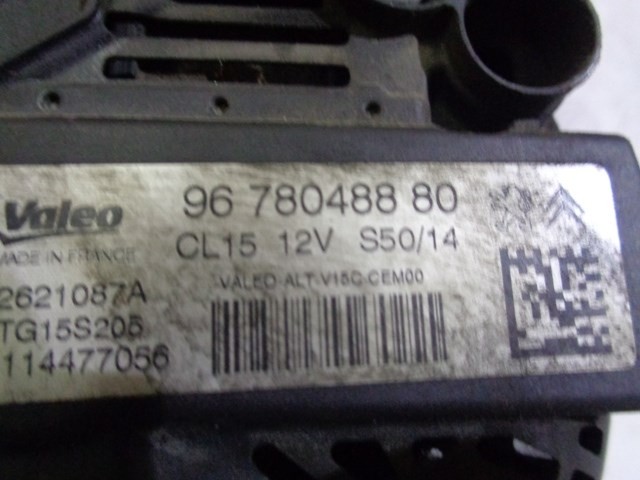 Valeo
MADE IN FRANCE
96 780488 80
CL15 12V S50/14
VALEO-ALT-V15C-CEM00
2621087A
TG15S205
114477056